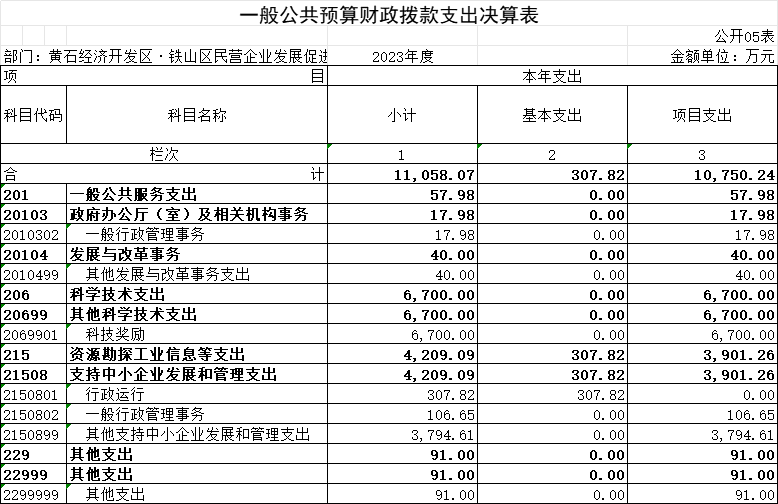 一般公共预算财政拨款支出决算表
公开05表
部门：黄石经济开发区·铁山区民营企业发展促进 2023年度 金额单位：万元
项 目 本年支出
科目代码 科目名称 小计 基本支出 项目支出
栏次 1 2 3
合 计 11,058.07 307.82 10,750.24
201 一般公共服务支出 57.98 0.00 57.98
20103 政府办公厅（室）及相关机构事务 17.98 0.00 17.98
2010302 一般行政管理事务 17.98 0.00 17.98
20104 发展与改革事务 40.00 0.00 40.00
2010499 其他发展与改革事务支出 40.00 0.00 40.00
206 科学技术支出 6,700.00 0.00 6,700.00
20699 其他科学技术支出 6,700.00 0.00 6,700.00
2069901 科技奖励 6,700.00 0.00 6,700.00
215 资源勘探工业信息等支出 4,209.09 307.82 3,901.26
21508 支持中小企业发展和管理支出 4,209.09 307.82 3,901.26
2150801 行政运行 307.82 307.82 0.00
2150802 一般行政管理事务 106.65 0.00 106.65
2150899 其他支持中小企业发展和管理支出 3,794.61 0.00 3,794.61
229 其他支出 91.00 0.00 91.00
22999 其他支出 91.00 0.00 91.00
2299999 其他支出 91.00 0.00 91.00